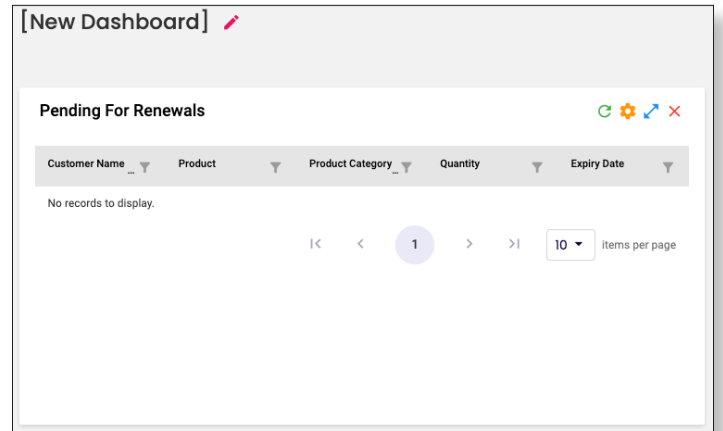 [New Dashboard]
Pending For Renewals
Customer Name ... Product Product Category ... Quantity Expiry Date
No records to display.
1 10 items per page